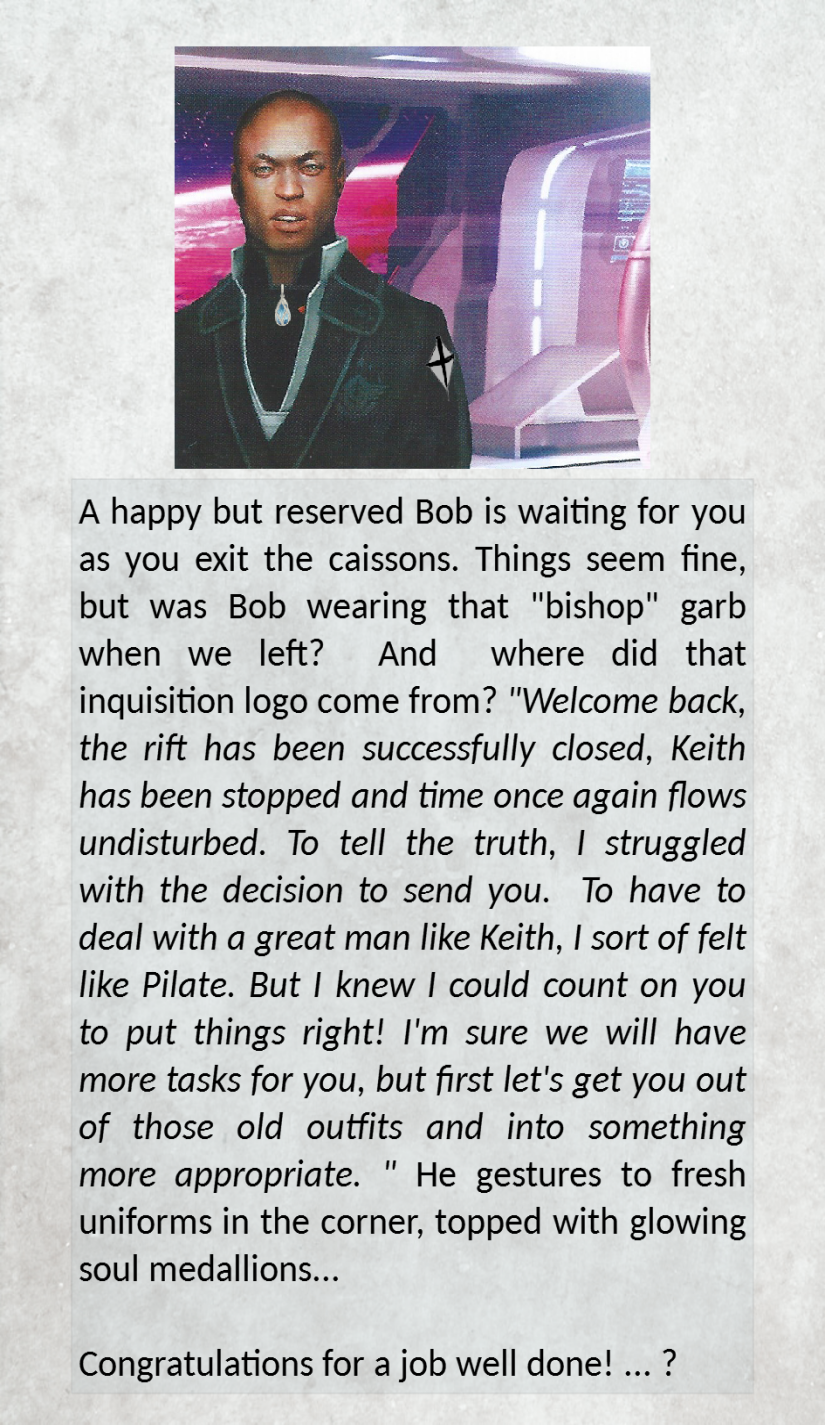 A happy but reserved Bob is waiting for you
as you exit the caissons. Things seem fine,
but was Bob wearing that "bishop" garb
when we left? And where did that
inquisition logo come from? "Welcome back,
the rift has been successfully closed, Keith
has been stopped and time once again flows
undisturbed. To tell the truth, I struggled
with the decision to send you. To have to
deal with a great man like Keith, I sort of felt
like Pilate. But I knew I could count on you
to put things right! I'm sure we will have
more tasks for you, but first let's get you out
of those old outfits and into something
more appropriate. " He gestures to fresh
uniforms in the corner, topped with glowing
soul medallions...
Congratulations for a job well done! ... ?